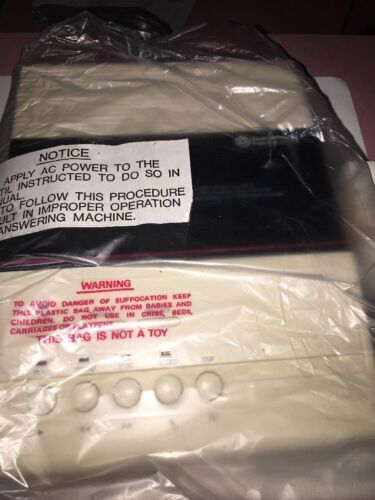 NOTICE
APPLY AC POWER TO THE
TIL INSTRUCTED TO DO SO IN
NUAL.
TO FOLLOW THIS PROCEDURE
ULT IN IMPROPER OPERATION
ANSWERING MACHINE.
WARNING
TO AVOID DANGER OF SUFFOCATION KEEP
THIS PLASTIC BAG AWAY FROM BABIES AND
CHILDREN. DO NOT USE IN CRIBS, BEDS,
CARRIAGES OR PLAYPENS
THIS BAG IS NOT A TOY